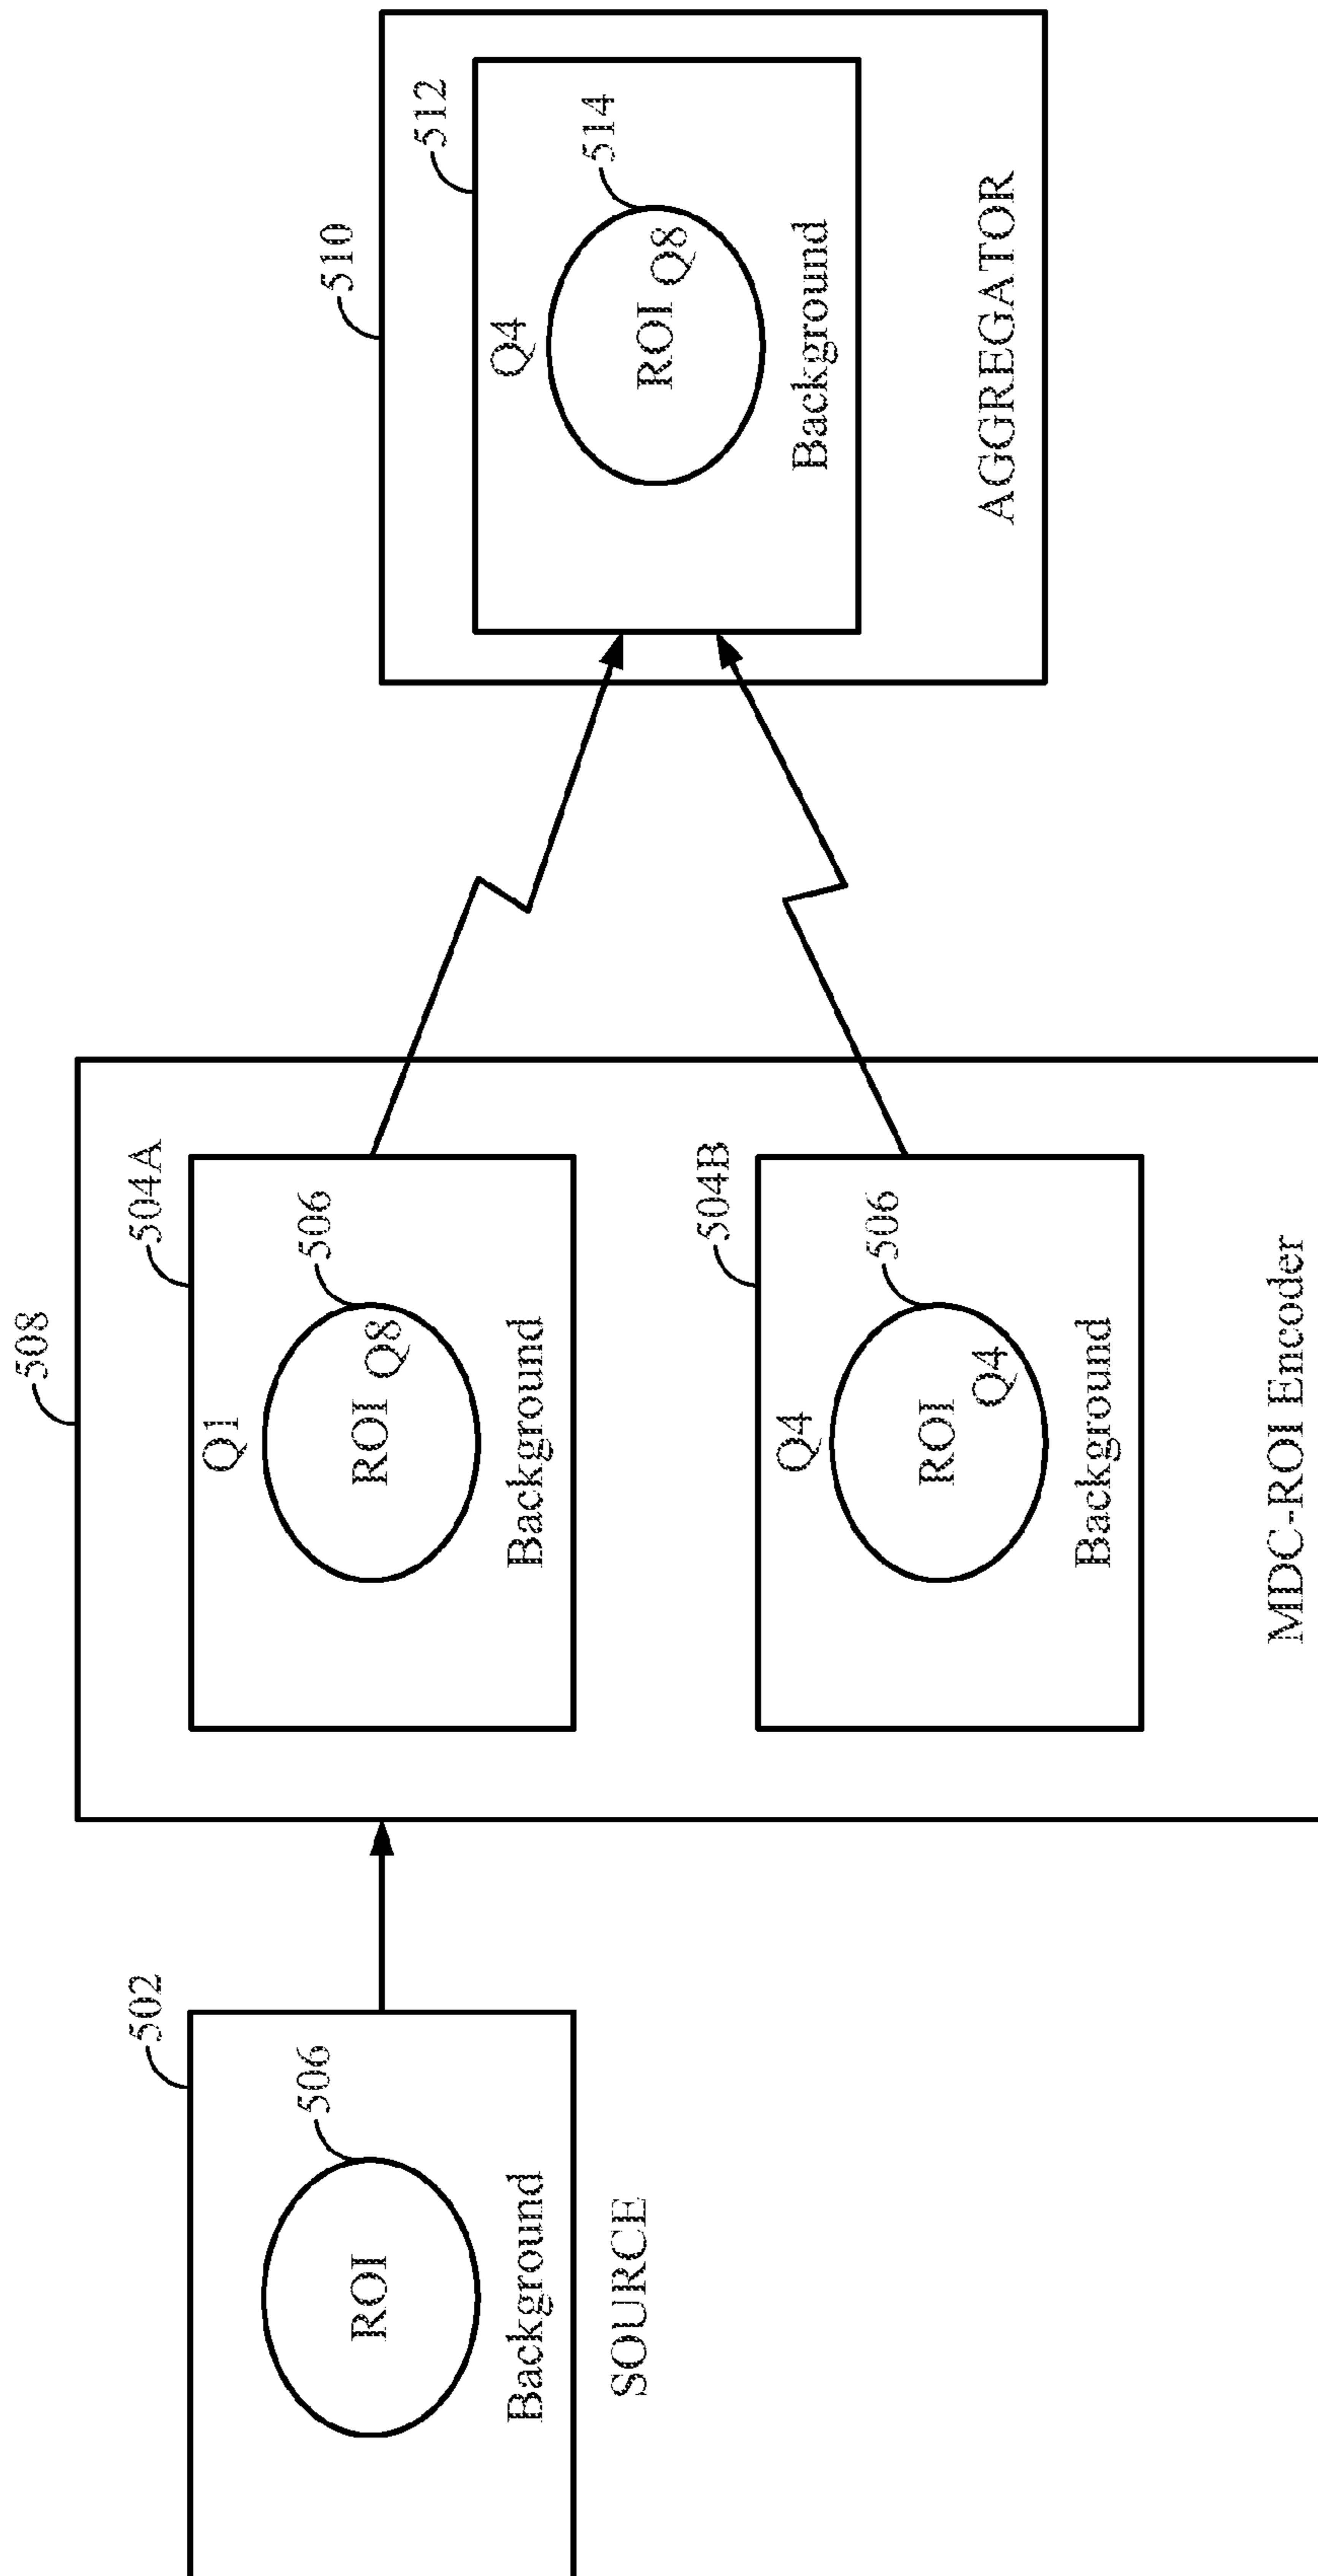 502
506
ROI
Background
SOURCE
508
504A
506
Q1
ROI
Q8
Background
504B
506
Q4
ROI
Q4
Background
MDC-ROI Encoder
510
512
514
Q4
ROI
Q8
Background
AGGREGATOR